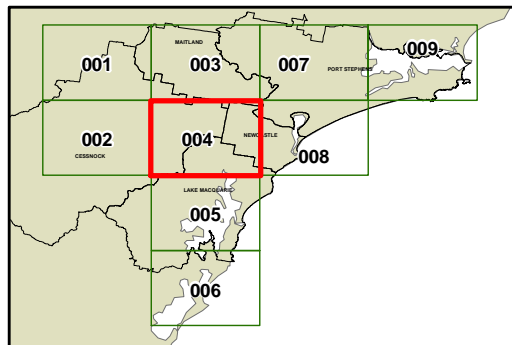 MAITLAND
009
001
003
007
PORT STEPHENS
002
004
NEWCASTLE
008
CESSNOCK
LAKE MACQUARIE
005
006